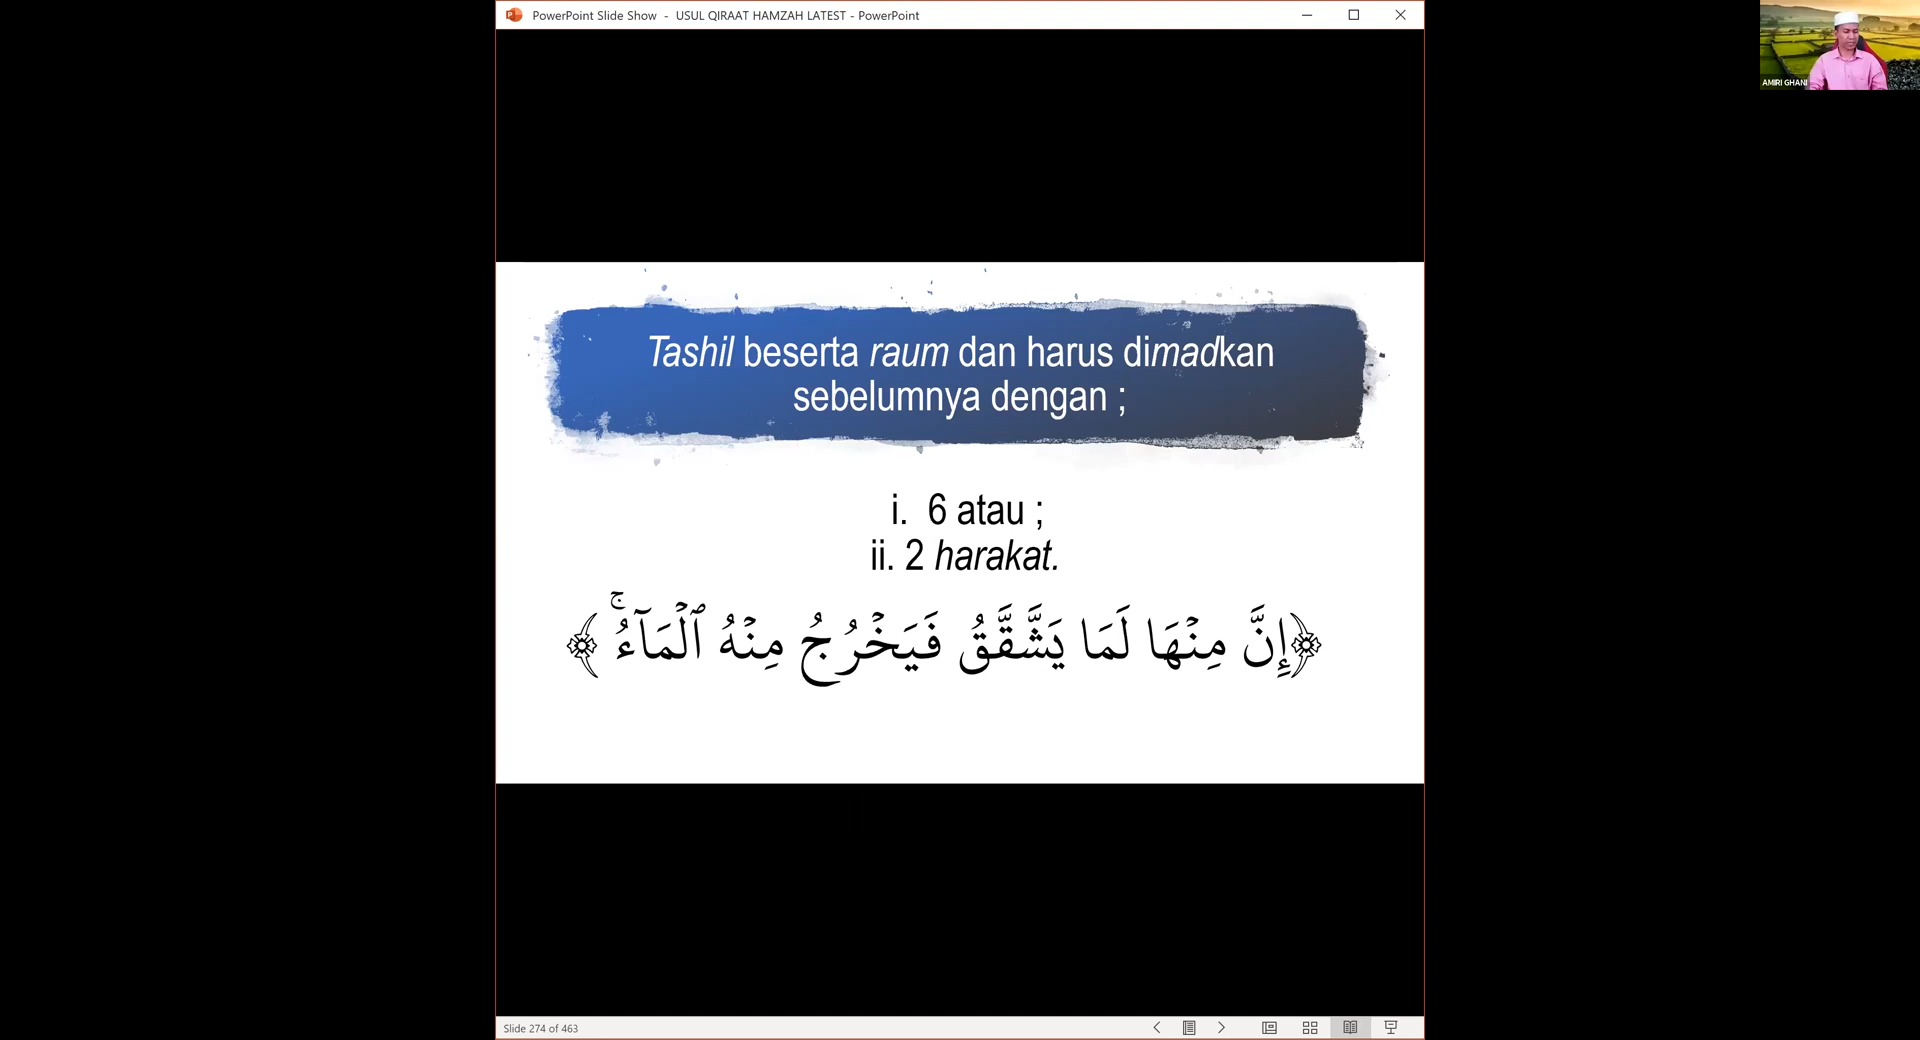 PowerPoint Slide Show - USUL QIRAAT HAMZAH LATEST - PowerPoint
AMIRI GHANI
Tashil beserta raum dan harus dimadkan
sebelumnya dengan ;
i. 6 atau ;
ii. 2 harakat.
﴿إِنَّ مِنۡهَا لَمَا يَشَّقَّقُ فَيَخۡرُجُ مِنۡهُ ٱلۡمَآءُۚ ﴾
Slide 274 of 463